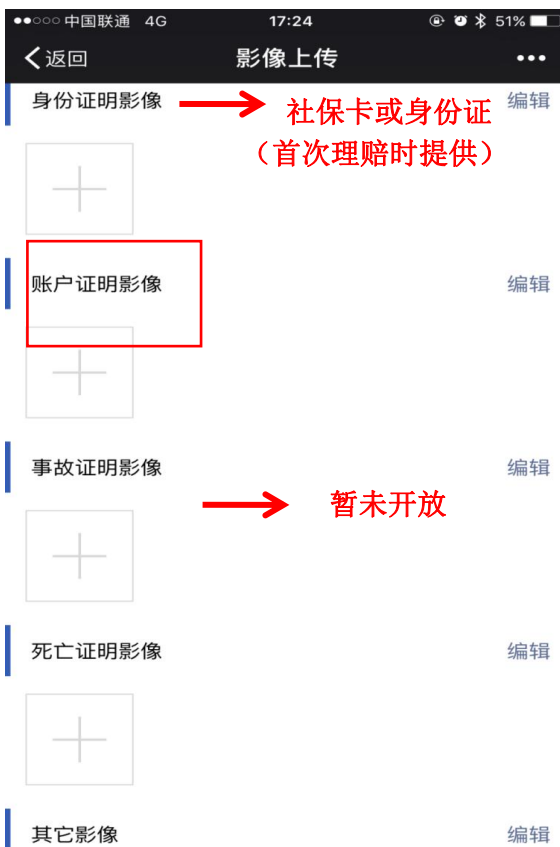 中国联通 4G 17:24 51%
返回 影像上传
身份证明影像 社保卡或身份证 编辑
（首次理赔时提供）
账户证明影像 编辑
事故证明影像 编辑
暂未开放
死亡证明影像 编辑
其它影像 编辑